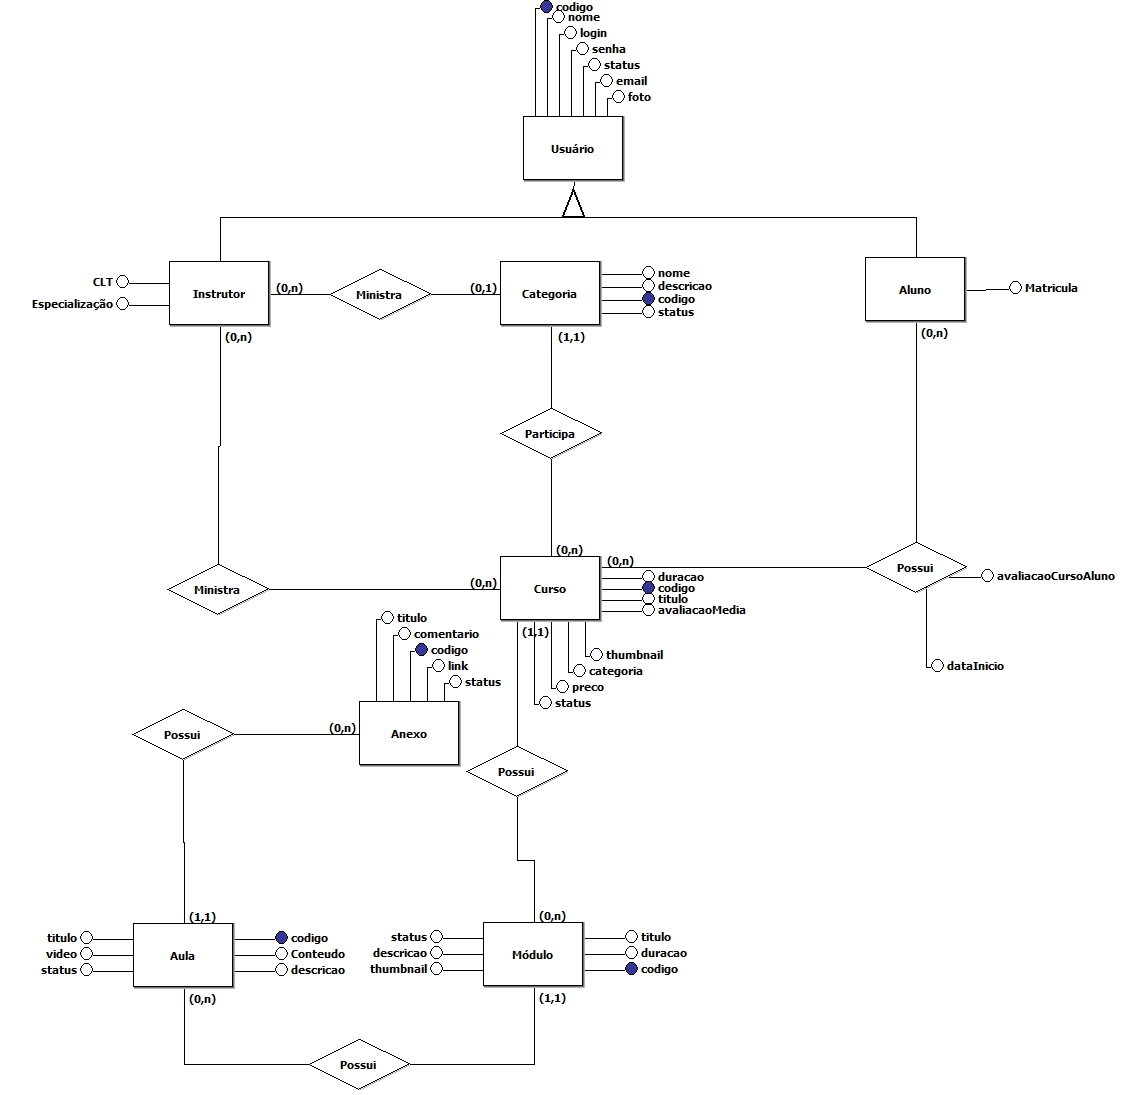 codigo
nome
login
senha
status
email
foto
Usuário
CLT
Especialização
Instrutor
(0,n)
Ministra
(0,1)
Categoria
nome
descricao
codigo
status
Aluno
Matricula
(0,n)
(1,1)
(0,n)
Participa
(0,n)
(0,n)
Ministra
(0,n)
Curso
duracao
codigo
titulo
avaliacaoMedia
Possui
avaliacaoCursoAluno
dataInicio
(1,1)
thumbnail
categoria
preco
status
titulo
comentario
codigo
link
status
Possui
(0,n)
Anexo
Possui
(1,1)
(0,n)
titulo
video
status
Aula
codigo
Conteudo
descricao
status
descricao
thumbnail
Módulo
titulo
duracao
codigo
(0,n)
(1,1)
Possui